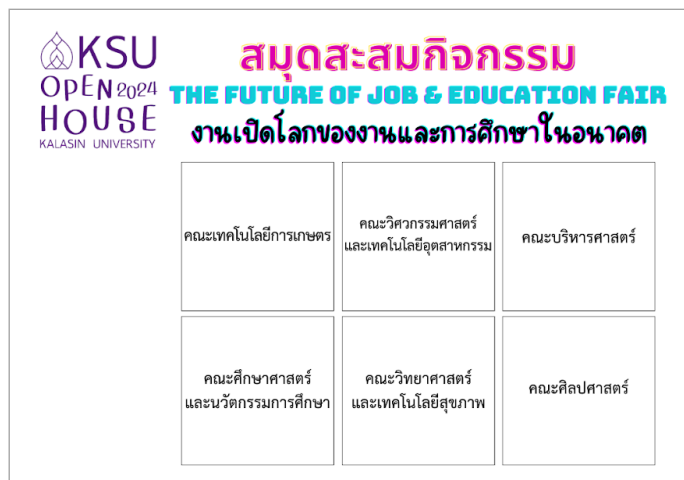 KSU
OPEN 2024
HOUSE
KALASIN UNIVERSITY
สมุดสะสมกิจกรรม
THE FUTURE OF JOB & EDUCATION FAIR
งานเปิดโลกของงานและการศึกษาในอนาคต
คณะเทคโนโลยีการเกษตร
คณะวิศวกรรมศาสตร์
และเทคโนโลยีอุตสาหกรรม
คณะบริหารศาสตร์
คณะศึกษาศาสตร์
และนวัตกรรมการศึกษา
คณะวิทยาศาสตร์
และเทคโนโลยีสุขภาพ
คณะศิลปศาสตร์